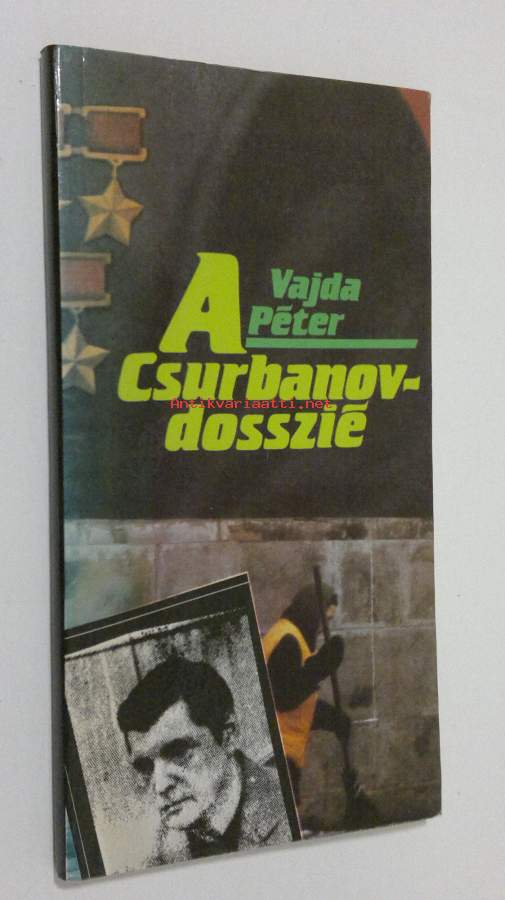 Vajda
Péter
A
Csurbanov-
dosszié
Antikvariaatti.net